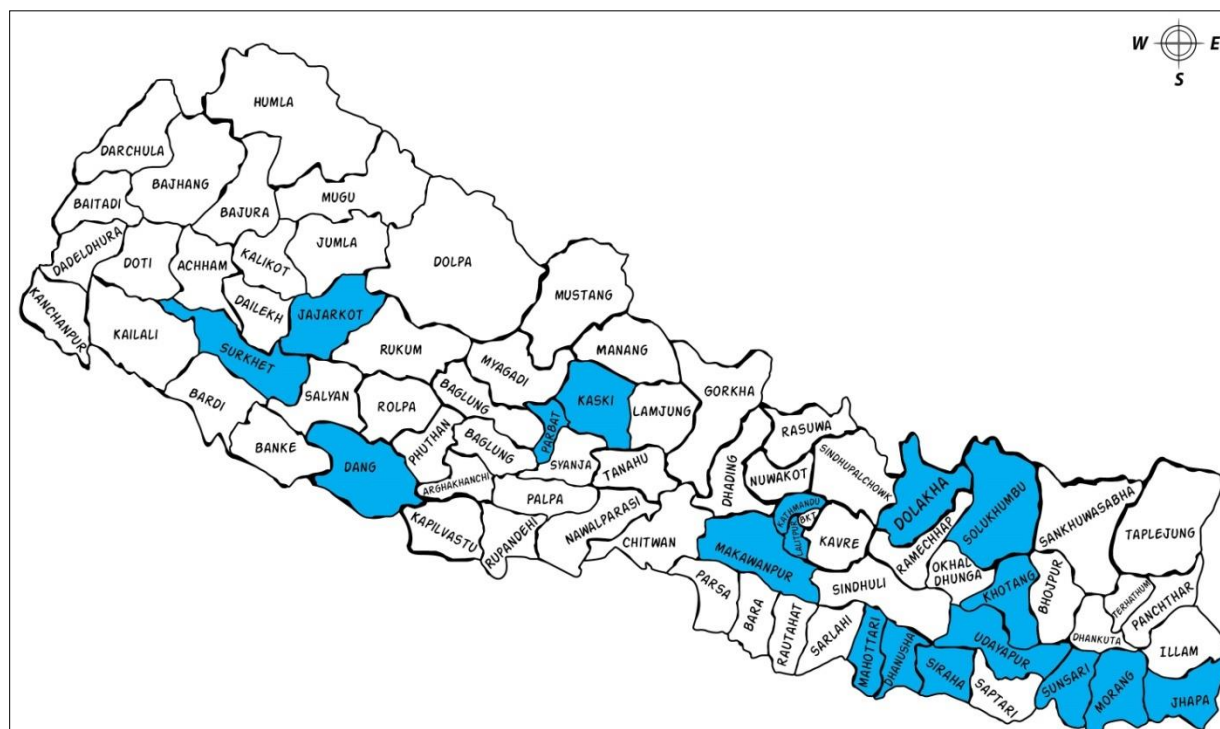 W E
S
HUMLA
DARCHULA
BAJHANG
BAITADI
BAJURA
MUGU
DADELDHURA
DOTI
ACHHAM
KALIKOT
JUMLA
DOLPA
MUSTANG
KANCHANPUR
KAILALI
DAILEKH
JAJARKOT
SURKHET
RUKUM
MYAGADI
MANANG
GORKHA
BARDI
SALYAN
ROLPA
BAGLUNG
PARBAT
KASKI
LAMJUNG
BANKE
DANG
PHUTHAN
BAGLUNG
SYANJA
TANAHU
DHADING
RASUWA
NUWAKOT
SINDHUPALCHOWK
ARGHAKHANCHI
PALPA
KAPILVASTU
RUPANDEHI
NAWALPARASI
CHITWAN
MAKAWANPUR
KATHMANDU
LALITPUR
BKT
KAVRE
DOLAKHA
RAMECHHAP
SOLUKHUMBU
SANKHUWASABHA
TAPLEJUNG
OKHAL
DHUNGA
KHOTANG
BHOJPUR
TERHATHUM
PANCHTHAR
PARSA
BARA
RAUTAHAT
SARLAHI
SINDHULI
MAHOTTARI
DHANUSHA
SIRAHA
UDAYAPUR
SAPTARI
DHANKUTA
ILLAM
SUNSARI
MORANG
JHAPA